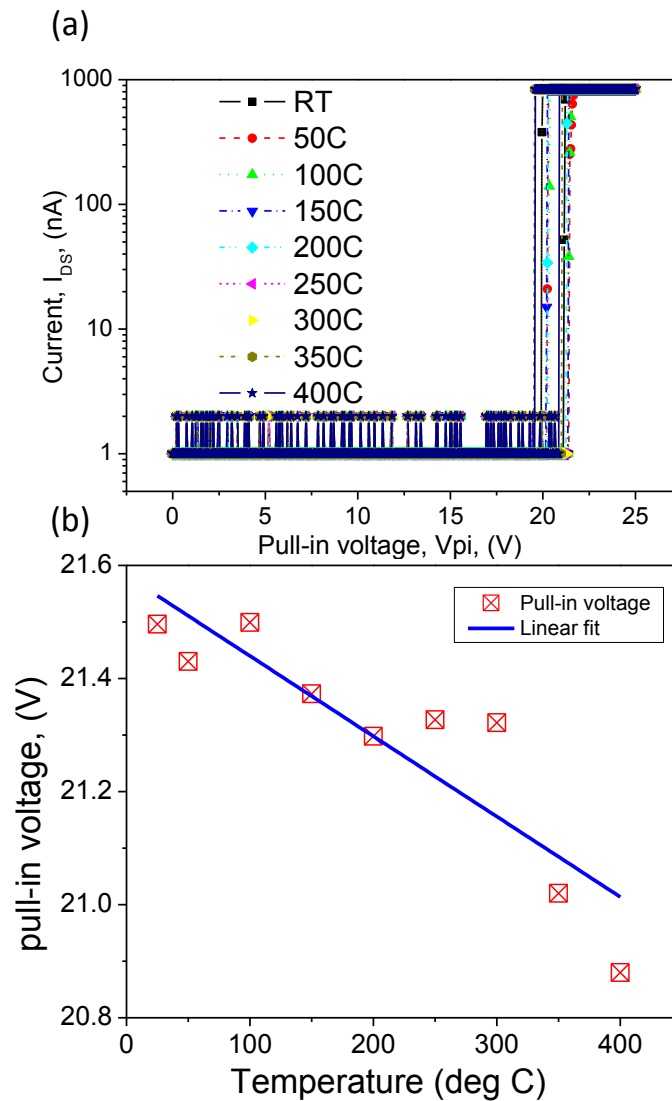 (a)
1000
100
10
1
Current, I_DS, (nA)
RT
50C
100C
150C
200C
250C
300C
350C
400C
0 5 10 15 20 25
Pull-in voltage, Vpi, (V)
(b)
21.6
21.4
21.2
21.0
20.8
pull-in voltage, (V)
Pull-in voltage
Linear fit
0 100 200 300 400
Temperature (deg C)